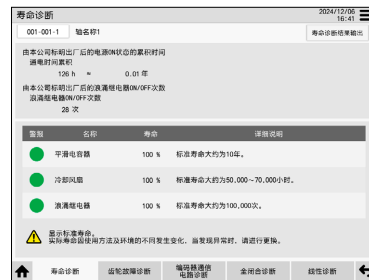 寿命诊断
2024/12/06
16:41
001-001-1 轴名称1
寿命诊断结果输出
由本公司标明出厂后的电源ON状态的累积时间
通电时间累积
126 h = 0.01 年
由本公司标明出厂后的浪涌继电器ON/OFF次数
浪涌继电器ON/OFF次数
28 次
警报 名称 寿命 详细说明
平滑电容器 100 % 标准寿命大约为10年。
冷却风扇 100 % 标准寿命大约为50,000～70,000小时。
浪涌继电器 100 % 标准寿命大约为100,000次。
显示标准寿命。
实际寿命因使用方法及环境的不同发生变化，当发现异常时，请进行更换。
寿命诊断 齿轮故障诊断 编码器通信电路诊断 全闭合诊断 线性诊断